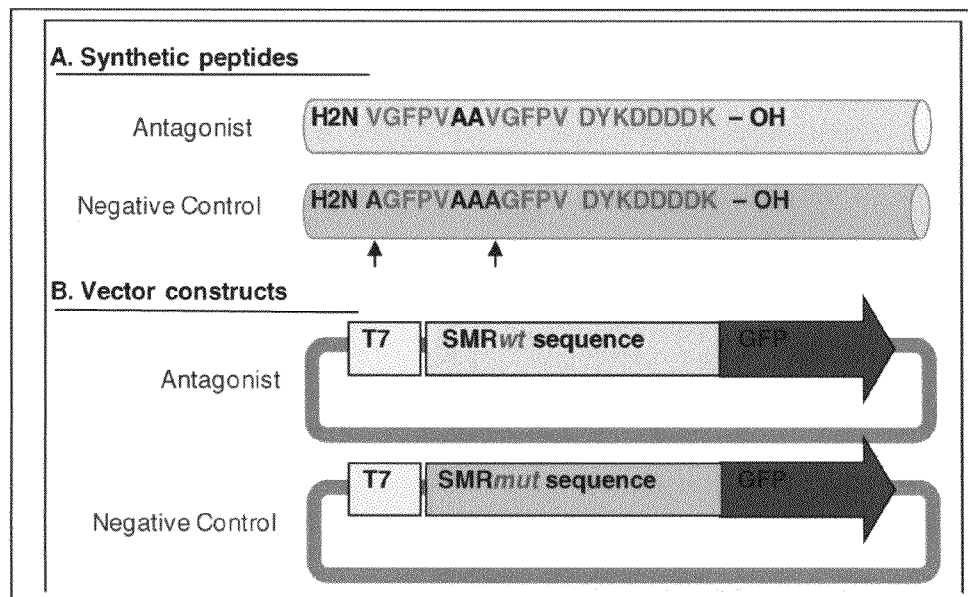 A. Synthetic peptides
Antagonist
H2N VGFPVAAVGFPV DYKDDDDK – OH
Negative Control
H2N AGFPVAAAGFPV DYKDDDDK – OH
B. Vector constructs
T7 SMRwt sequence GFP
Antagonist
T7 SMRmut sequence GFP
Negative Control